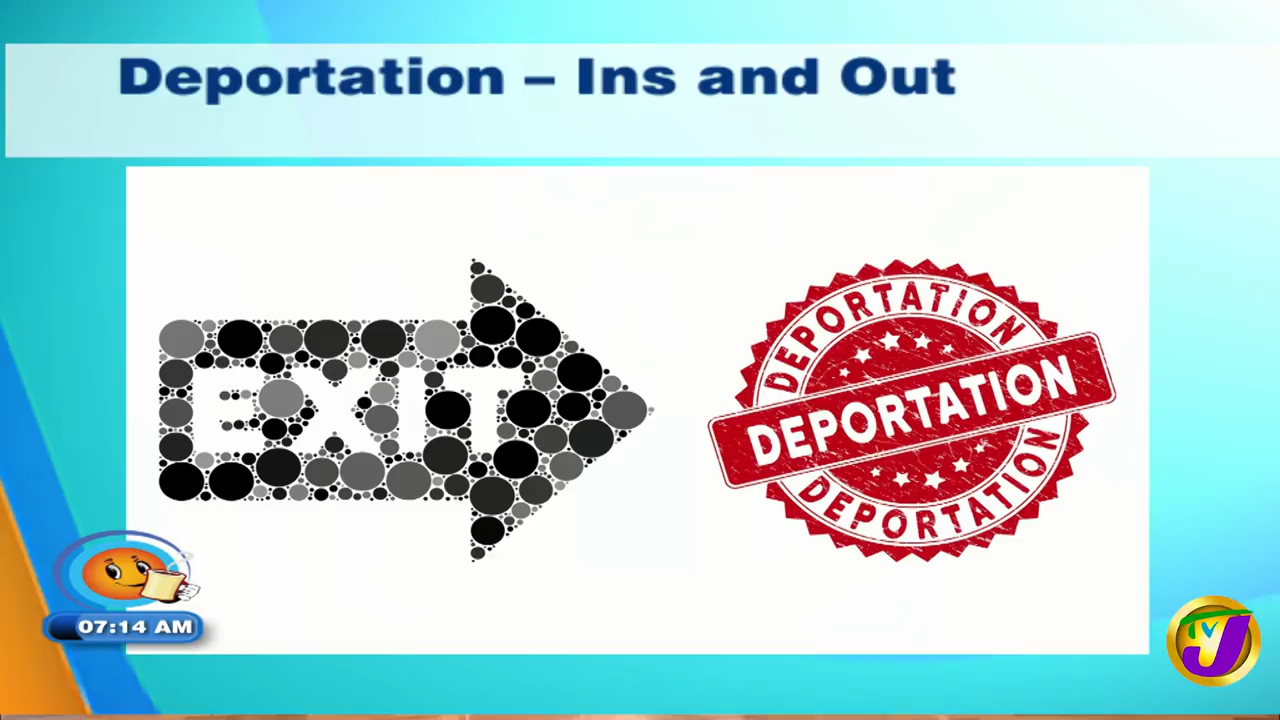 Deportation – Ins and Out
EXIT
DEPORTATION
DEPORTATION
DEPORTATION
07:14 AM
TVJ